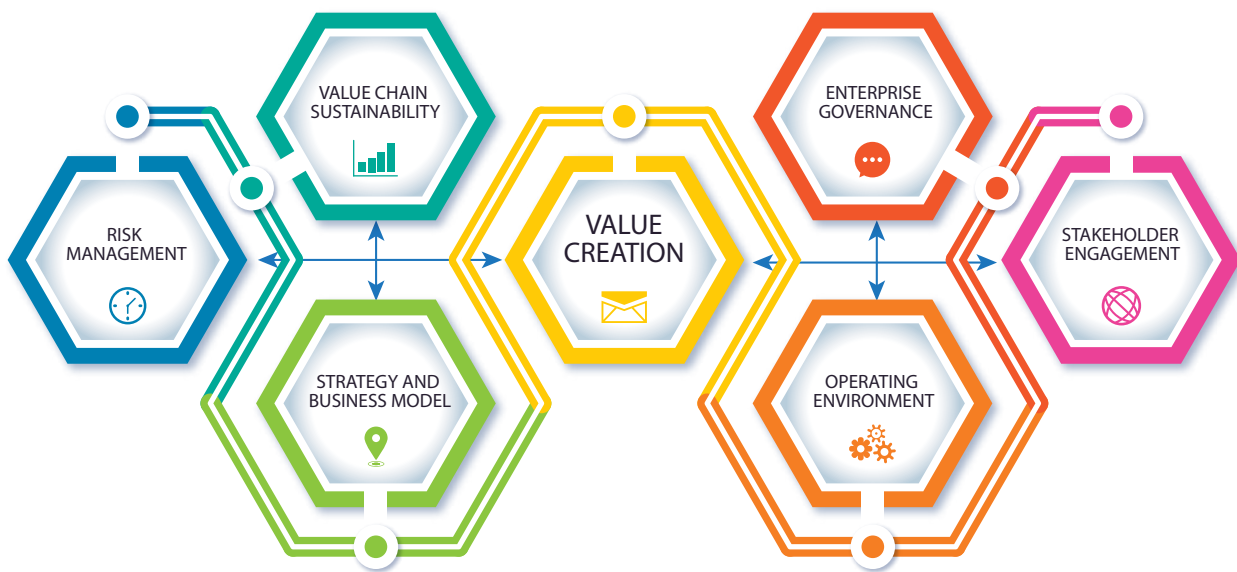 VALUE CHAIN
SUSTAINABILITY
ENTERPRISE
GOVERNANCE
RISK
MANAGEMENT
VALUE
CREATION
STAKEHOLDER
ENGAGEMENT
STRATEGY AND
BUSINESS MODEL
OPERATING
ENVIRONMENT